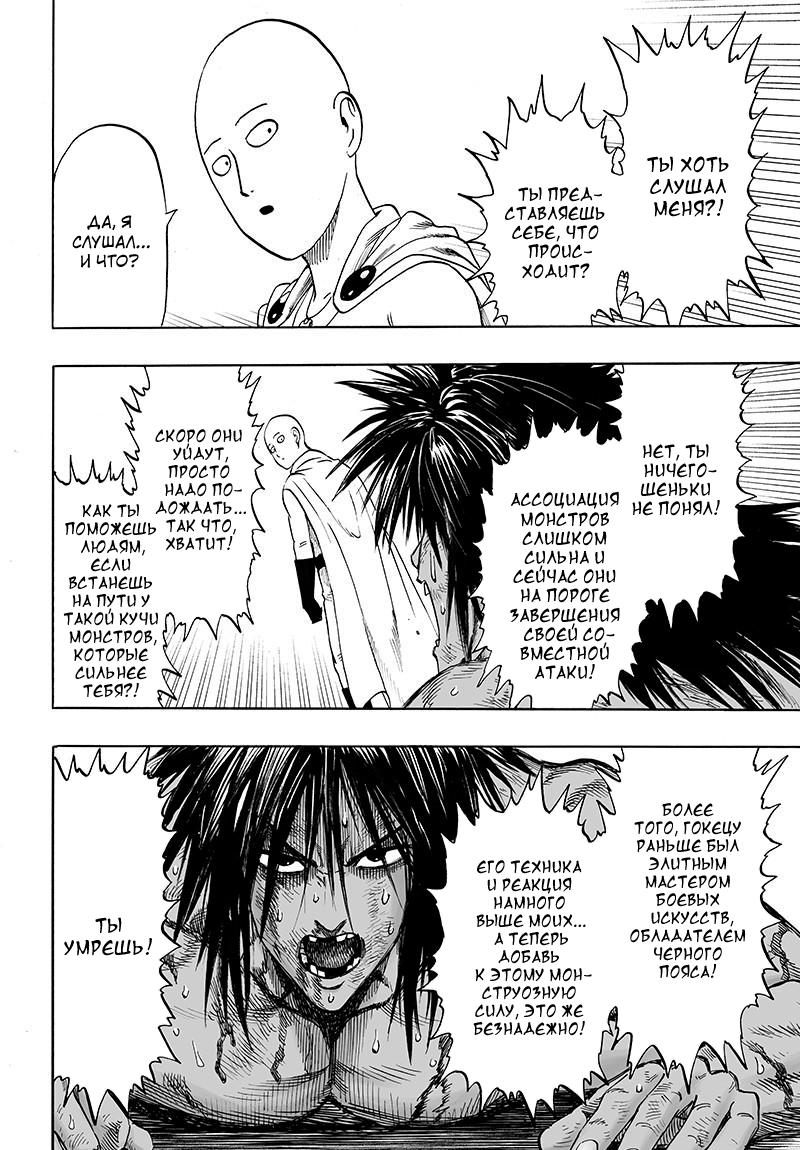 ТЫ ХОТЬ
СЛУШАЛ
МЕНЯ?!
ТЫ ПРЕД-
СТАВЛЯЕШЬ
СЕБЕ, ЧТО
ПРОИС-
ХОДИТ?
ДА, Я
СЛУШАЛ...
И ЧТО?
НЕТ, ТЫ
НИЧЕГО-
ШЕНЬКИ
НЕ ПОНЯЛ!
АССОЦИАЦИЯ
МОНСТРОВ
СЛИШКОМ
СИЛЬНА И
СЕЙЧАС ОНИ
НА ПОРОГЕ
ЗАВЕРШЕНИЯ
СВОЕЙ СО-
ВМЕСТНОЙ
АТАКИ!
СКОРО ОНИ
УЙДУТ,
ПРОСТО
НАДО ПО-
ДОЖДАТЬ...
ТАК ЧТО,
ХВАТИТ!
КАК ТЫ
ПОМОЖЕШЬ
ЛЮДЯМ,
ЕСЛИ
ВСТАНЕШЬ
НА ПУТИ У
ТАКОЙ КУЧИ
МОНСТРОВ,
КОТОРЫЕ
СИЛЬНЕЕ
ТЕБЯ?!
БОЛЕЕ
ТОГО, ГОКЕЦУ
РАНЬШЕ БЫЛ
ЭЛИТНЫМ
МАСТЕРОМ
БОЕВЫХ
ИСКУССТВ,
ОБЛАДАТЕЛЕМ
ЧЕРНОГО
ПОЯСА!
ЕГО ТЕХНИКА
И РЕАКЦИЯ
НАМНОГО
ВЫШЕ МОИХ...
А ТЕПЕРЬ
ДОБАВЬ
К ЭТОМУ МОН-
СТРУОЗНУЮ
СИЛУ, ЭТО ЖЕ
БЕЗНАДЕЖНО!
ТЫ
УМРЕШЬ!